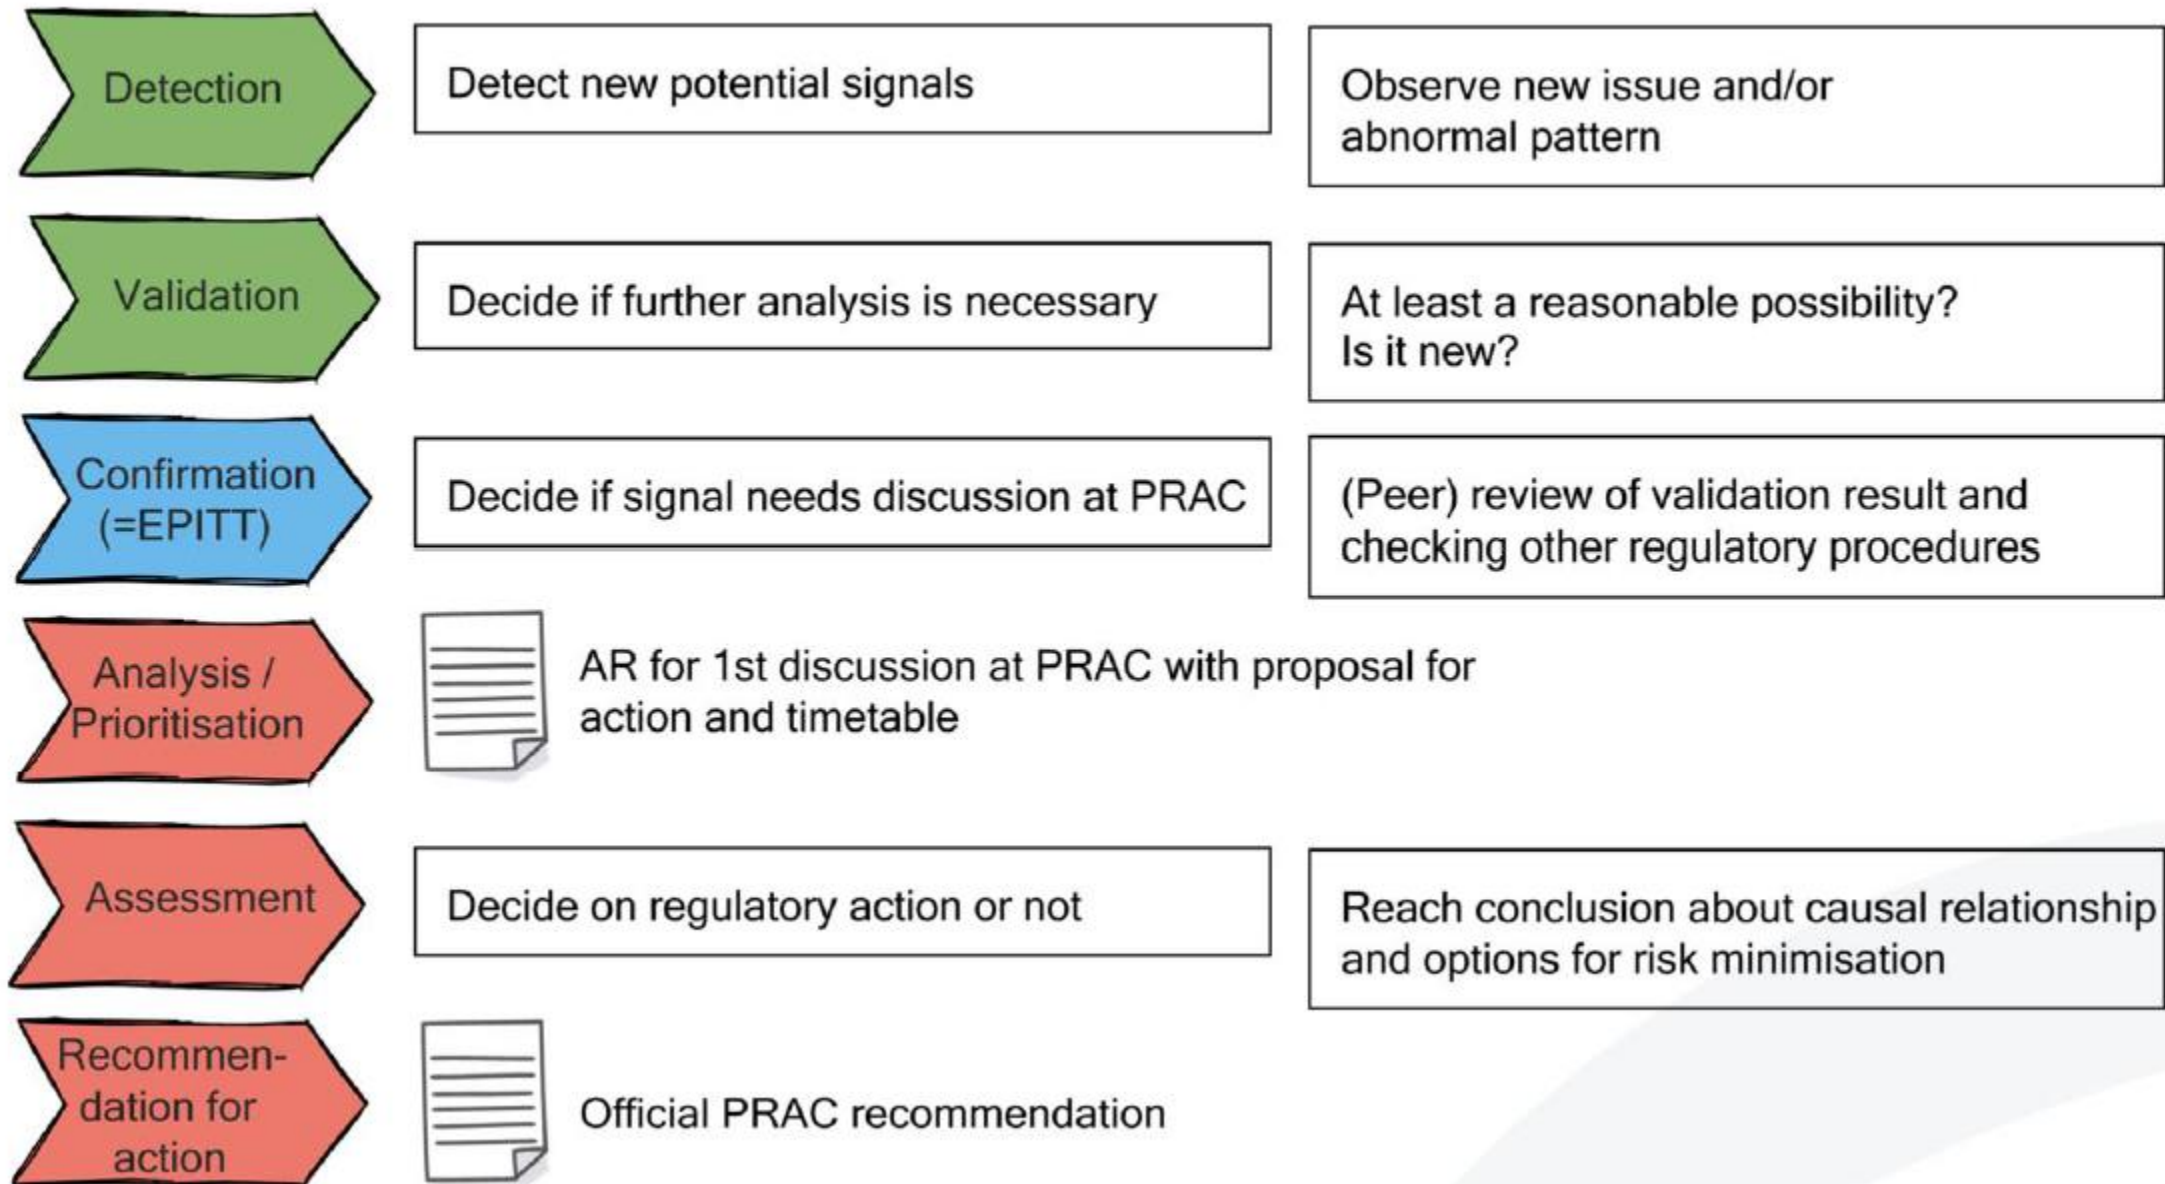 Detection
Detect new potential signals
Observe new issue and/or
abnormal pattern
Validation
Decide if further analysis is necessary
At least a reasonable possibility?
Is it new?
Confirmation
(=EPITT)
Decide if signal needs discussion at PRAC
(Peer) review of validation result and
checking other regulatory procedures
Analysis /
Prioritisation
AR for 1st discussion at PRAC with proposal for
action and timetable
Assessment
Decide on regulatory action or not
Reach conclusion about causal relationship
and options for risk minimisation
Recommen-
dation for
action
Official PRAC recommendation